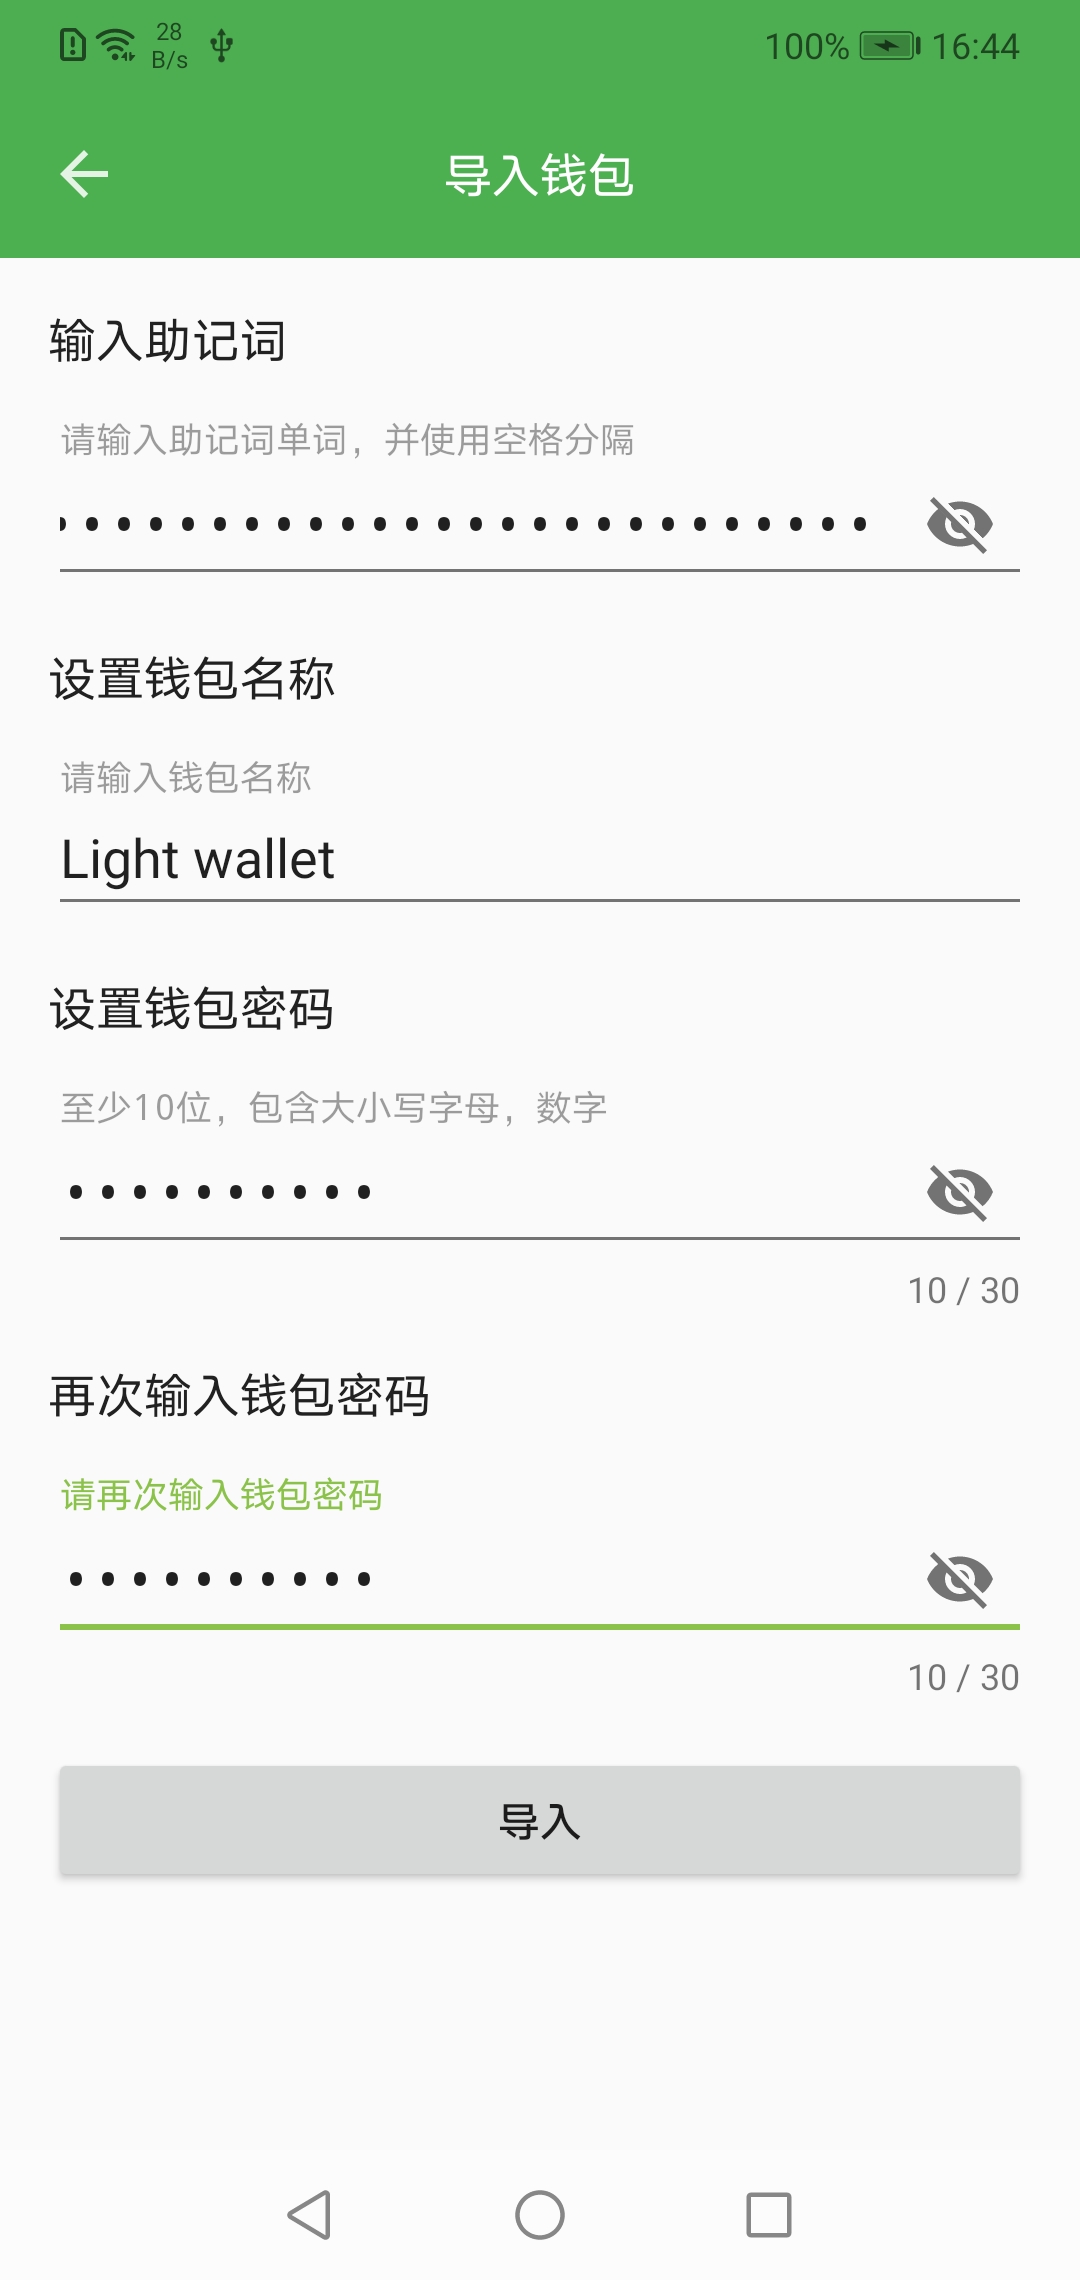 28
B/s
100%
16:44
导入钱包
输入助记词
请输入助记词单词，并使用空格分隔
设置钱包名称
请输入钱包名称
Light wallet
设置钱包密码
至少10位，包含大小写字母，数字
••••••••••
10 / 30
再次输入钱包密码
请再次输入钱包密码
••••••••••
10 / 30
导入